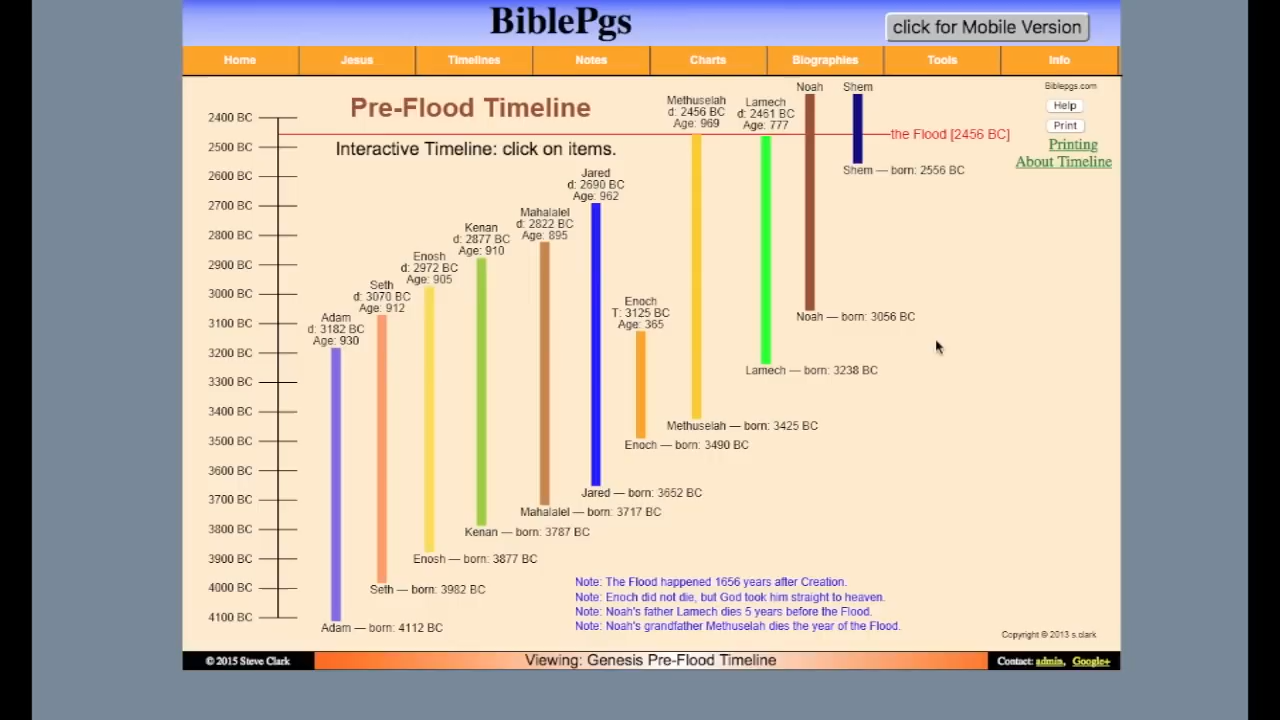 BiblePgs
click for Mobile Version
Home
Jesus
Timelines
Notes
Charts
Biographies
Tools
Info
Biblepgs.com
Help
Print
Printing
About Timeline
Pre-Flood Timeline
Interactive Timeline: click on items.
2400 BC
2500 BC
2600 BC
2700 BC
2800 BC
2900 BC
3000 BC
3100 BC
3200 BC
3300 BC
3400 BC
3500 BC
3600 BC
3700 BC
3800 BC
3900 BC
4000 BC
4100 BC
Adam
d: 3182 BC
Age: 930
Adam — born: 4112 BC
Seth
d: 3070 BC
Age: 912
Seth — born: 3982 BC
Enosh
d: 2972 BC
Age: 905
Enosh — born: 3877 BC
Kenan
d: 2877 BC
Age: 910
Kenan — born: 3787 BC
Mahalalel
d: 2822 BC
Age: 895
Mahalalel — born: 3717 BC
Jared
d: 2690 BC
Age: 962
Jared — born: 3652 BC
Enoch
T: 3125 BC
Age: 365
Enoch — born: 3490 BC
Methuselah
d: 2456 BC
Age: 969
Methuselah — born: 3425 BC
Lamech
d: 2461 BC
Age: 777
Lamech — born: 3238 BC
Noah
Noah — born: 3056 BC
Shem
Shem — born: 2556 BC
the Flood [2456 BC]
Note: The Flood happened 1656 years after Creation.
Note: Enoch did not die, but God took him straight to heaven.
Note: Noah's father Lamech dies 5 years before the Flood.
Note: Noah's grandfather Methuselah dies the year of the Flood.
Copyright © 2013 s.clark
© 2015 Steve Clark
Viewing: Genesis Pre-Flood Timeline
Contact: admin, Google+